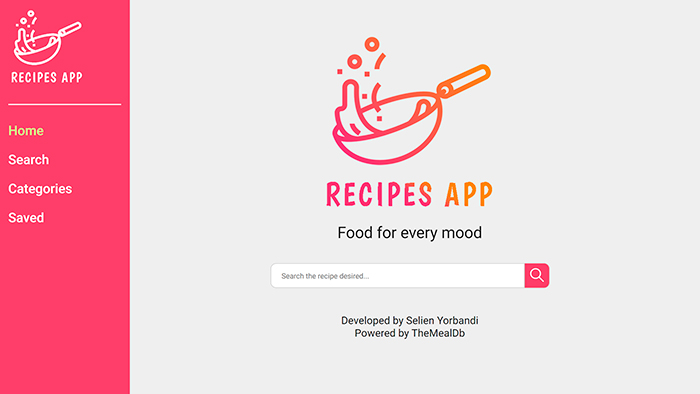 RECIPES APP
Home
Search
Categories
Saved
RECIPES APP
Food for every mood
Search the recipe desired...
Developed by Selien Yorbandi
Powered by TheMealDb